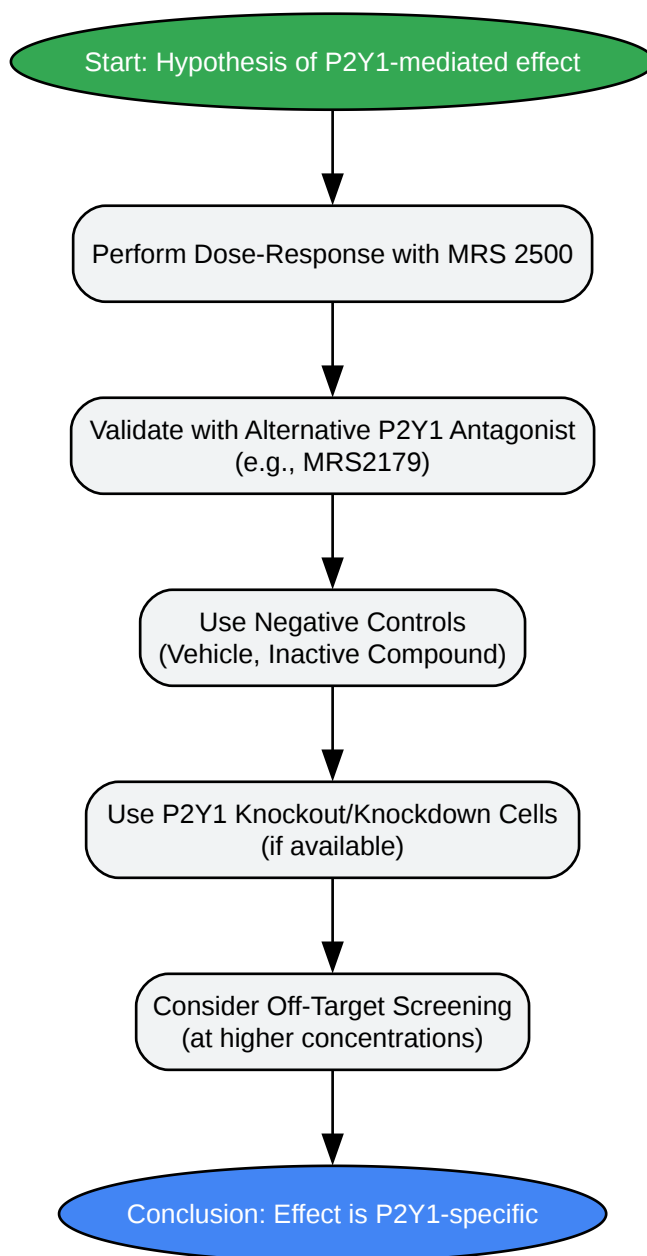 Start: Hypothesis of P2Y1-mediated effect
Perform Dose-Response with MRS 2500
Validate with Alternative P2Y1 Antagonist
(e.g., MRS2179)
Use Negative Controls
(Vehicle, Inactive Compound)
Use P2Y1 Knockout/Knockdown Cells
(if available)
Consider Off-Target Screening
(at higher concentrations)
Conclusion: Effect is P2Y1-specific